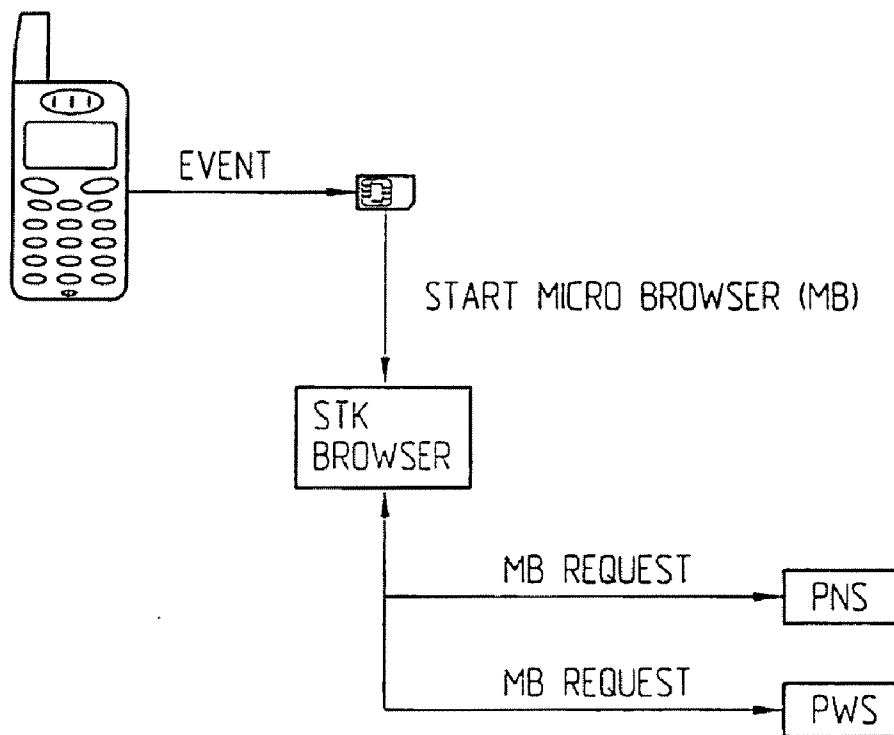 EVENT
START MICRO BROWSER (MB)
STK
BROWSER
MB REQUEST
PNS
MB REQUEST
PWS